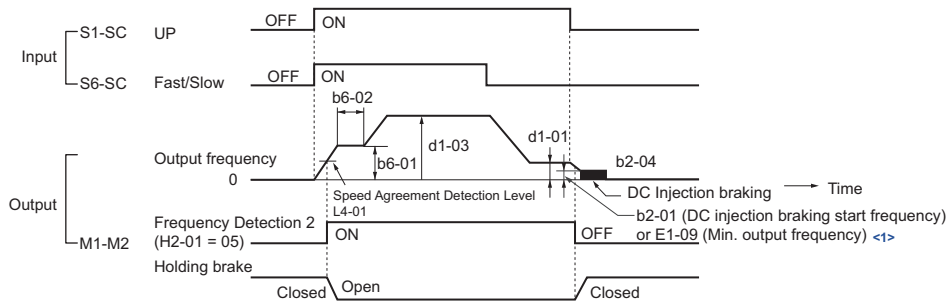 OFF ON
S1-SC UP
Input
S6-SC Fast/Slow OFF ON
b6-02
d1-01
d1-03
b6-01
b2-04
Output frequency
0
DC Injection braking
Time
Speed Agreement Detection Level
L4-01
b2-01 (DC injection braking start frequency)
or E1-09 (Min. output frequency) <1>
Output
Frequency Detection 2
(H2-01 = 05)
M1-M2
ON OFF
Holding brake
Closed Open Closed